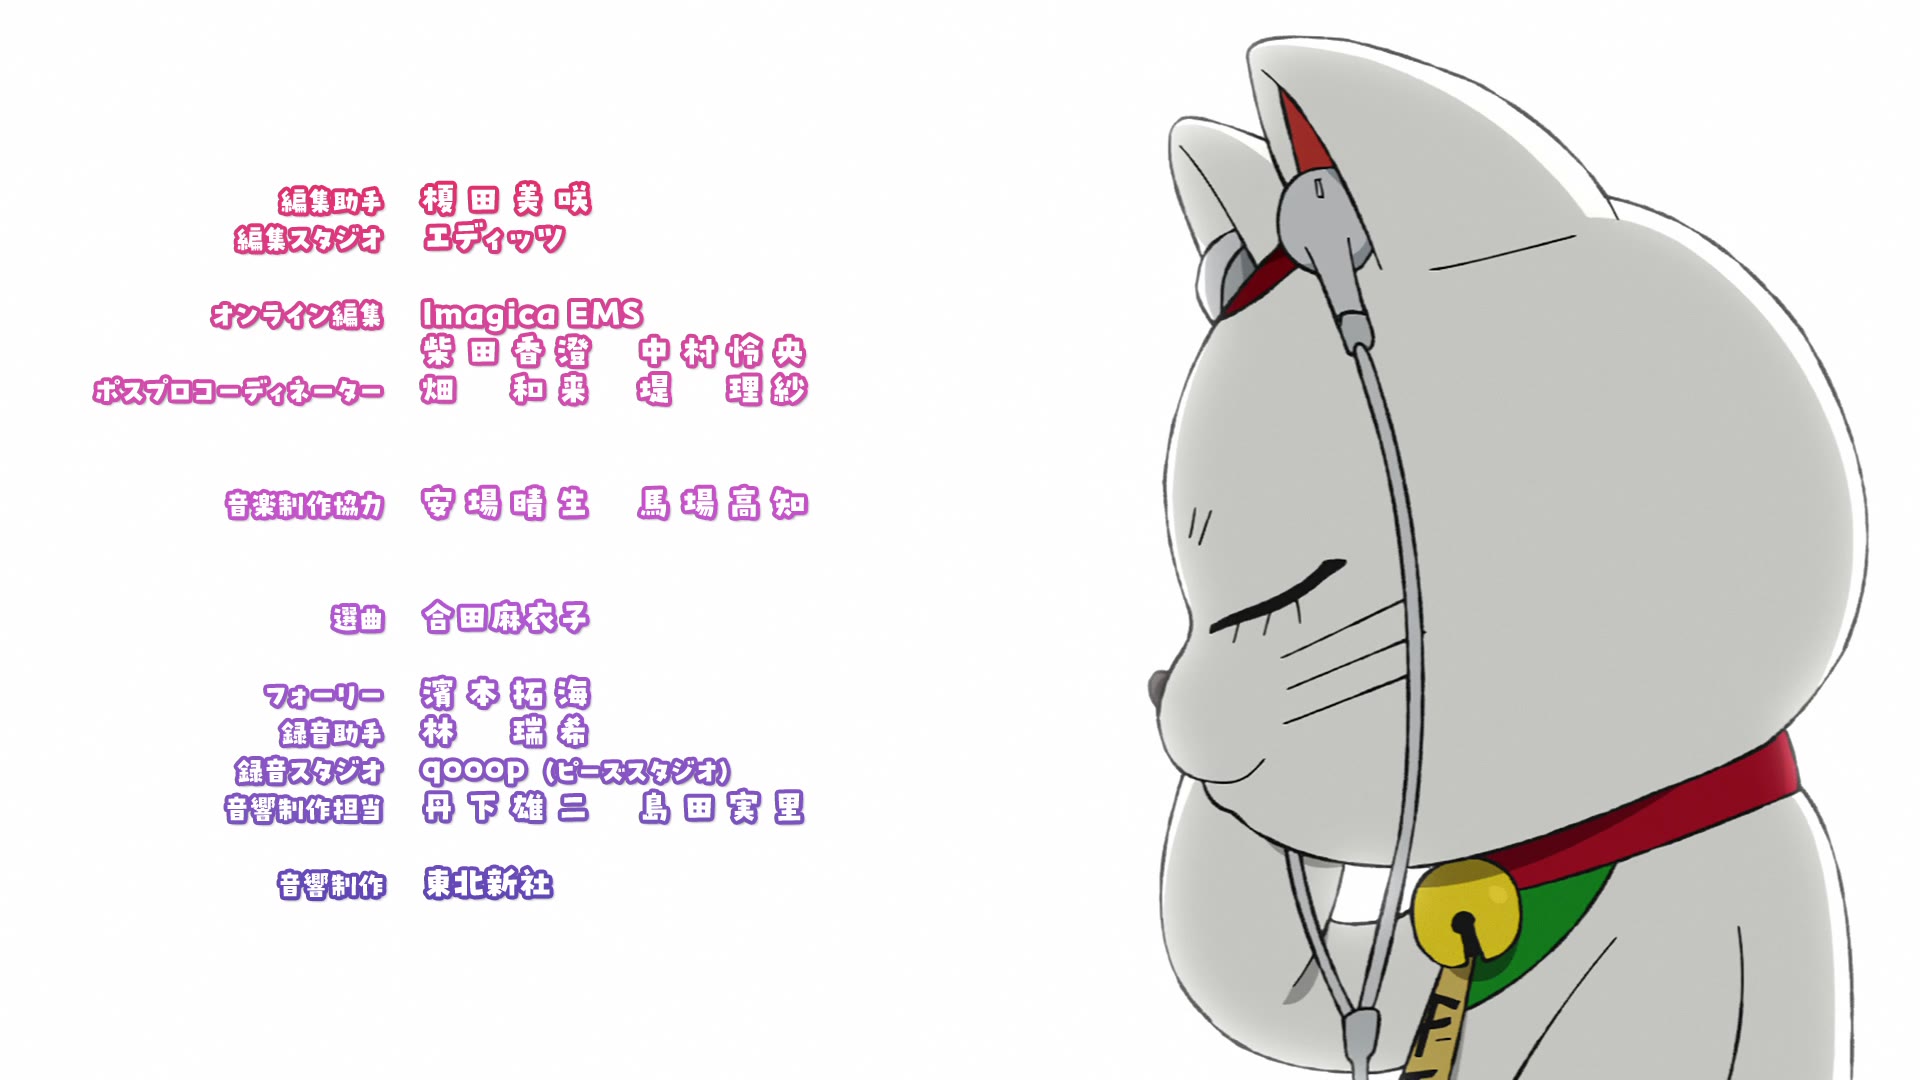 編集助手 榎田美咲
編集スタジオ エディッツ
オンライン編集 Imagica EMS
柴田香澄 中村怜央
ポスプロコーディネーター 畑 和来 堤 理紗
音楽制作協力 安場晴生 馬場高知
選曲 合田麻衣子
フォーリー 濱本拓海
録音助手 林 瑞希
録音スタジオ qooop (ピーズスタジオ)
音響制作担当 丹下雄二 島田実里
音響制作 東北新社